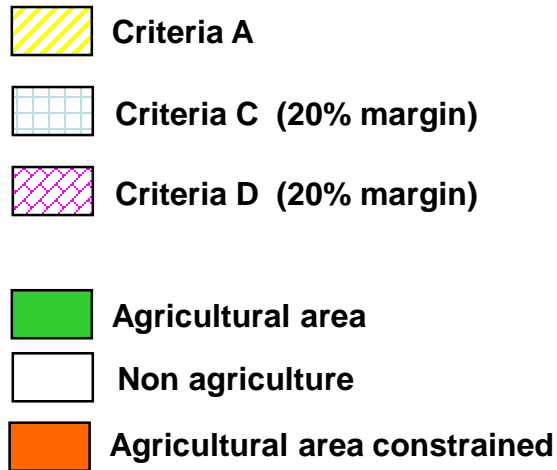 Criteria A
Criteria C (20% margin)
Criteria D (20% margin)
Agricultural area
Non agriculture
Agricultural area constrained